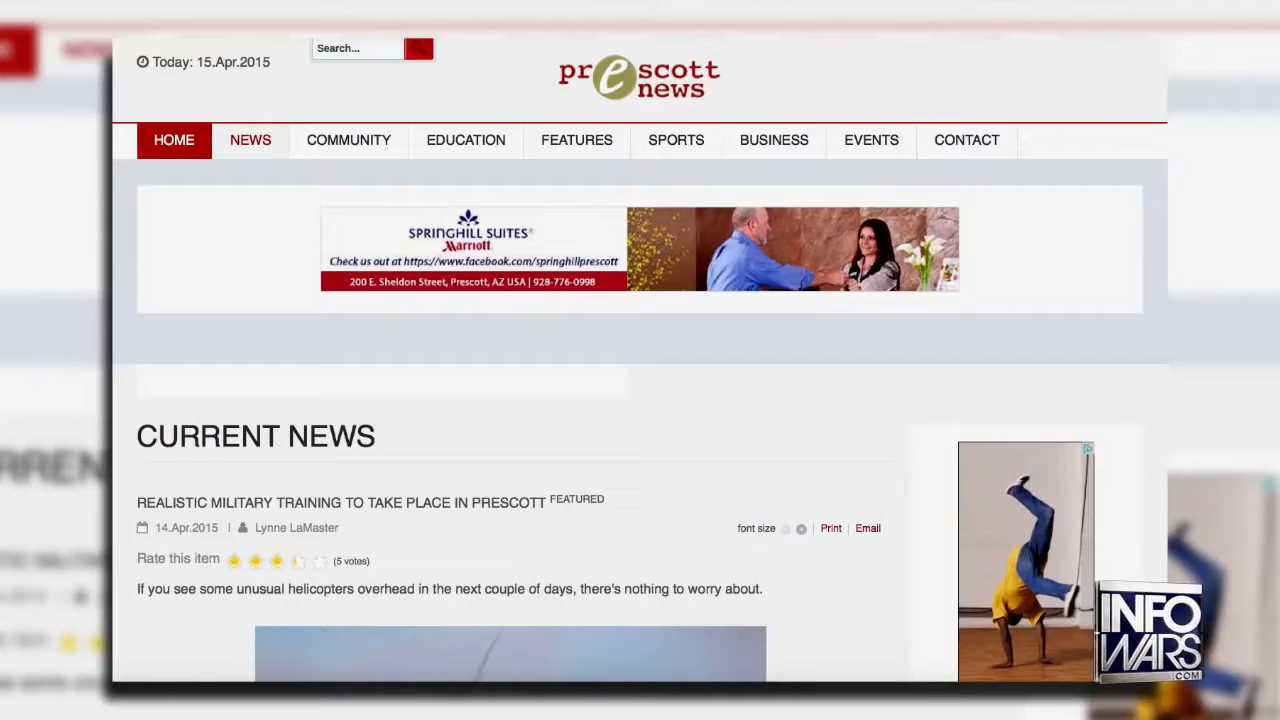 Today: 15.Apr.2015
Search...
prescott
news
HOME NEWS COMMUNITY EDUCATION FEATURES SPORTS BUSINESS EVENTS CONTACT
SPRINGHILL SUITES®
Marriott
Check us out at https://www.facebook.com/springhillprescott
200 E. Sheldon Street, Prescott, AZ USA | 928-776-0998
CURRENT NEWS
REALISTIC MILITARY TRAINING TO TAKE PLACE IN PRESCOTT FEATURED
14.Apr.2015 | Lynne LaMaster
font size | Print | Email
Rate this item (5 votes)
If you see some unusual helicopters overhead in the next couple of days, there's nothing to worry about.
INFO
WARS
.COM